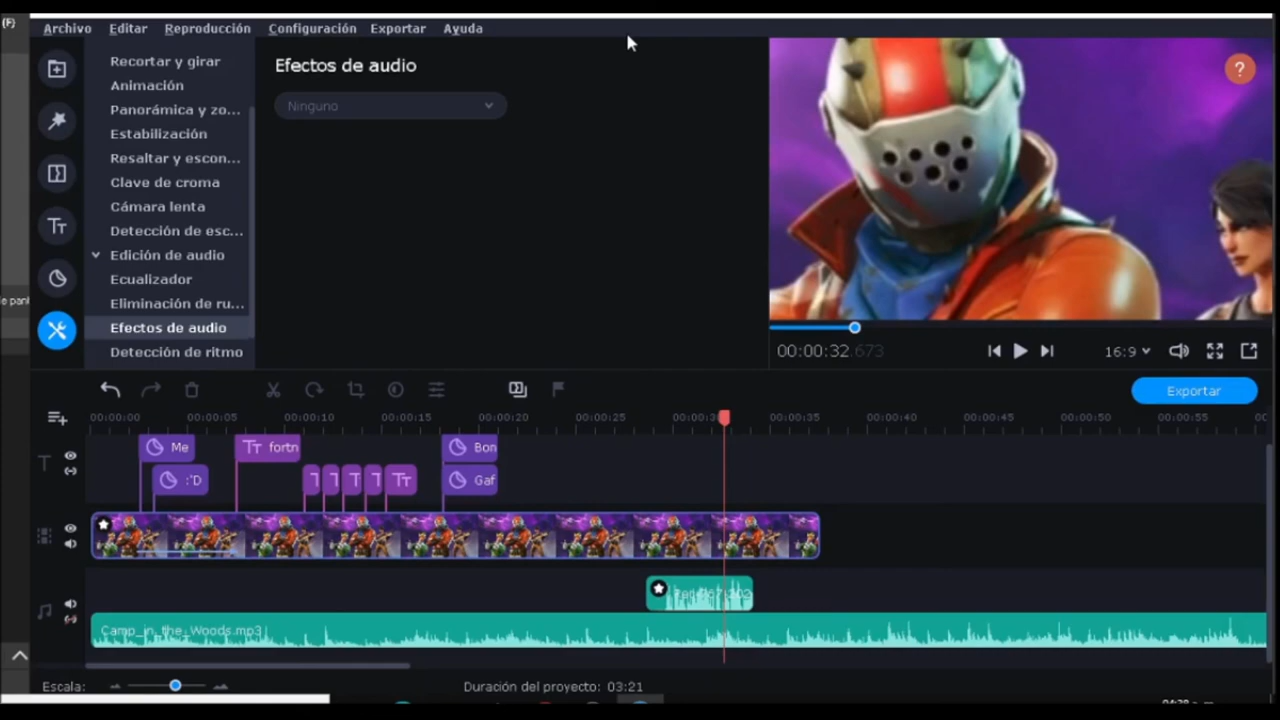 (F)
Archivo Editar Reproducción Configuración Exportar Ayuda
Recortar y girar
Animación
Panorámica y zo...
Estabilización
Resaltar y escon...
Clave de croma
Cámara lenta
Detección de esc...
Edición de audio
Ecualizador
Eliminación de ru...
Efectos de audio
Detección de ritmo
Efectos de audio
Ninguno
?
00:00:32.673
16:9
Exportar
00:00:00 00:00:05 00:00:10 00:00:15 00:00:20 00:00:25 00:00:35 00:00:40 00:00:45 00:00:50 00:00:55
Me fortn Bon
:'D Gaf
Camp_in_the_Woods.mp3
Escala: Duración del proyecto: 03:21